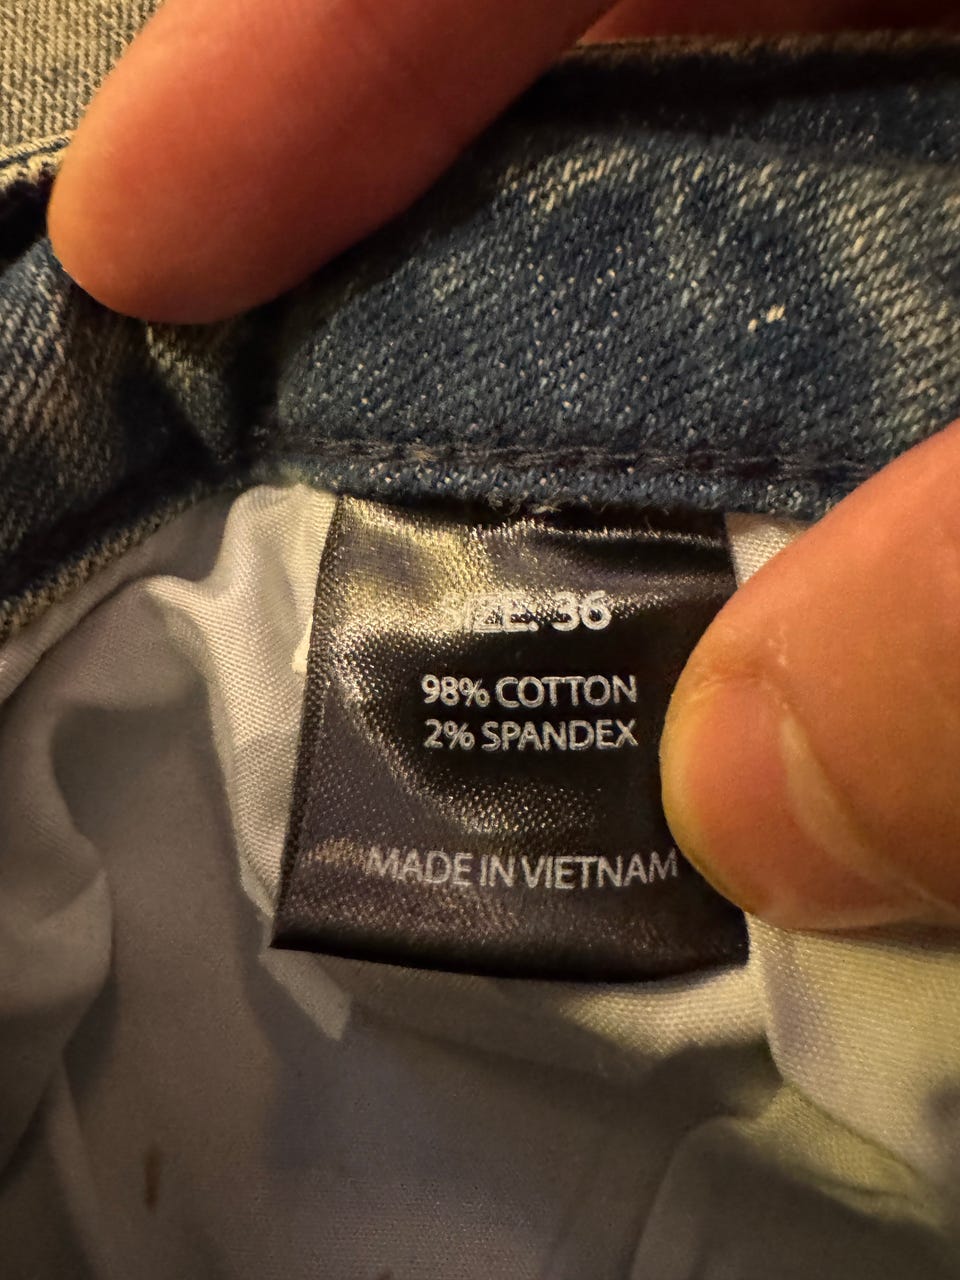 SIZE: 36
98% COTTON
2% SPANDEX
MADE IN VIETNAM